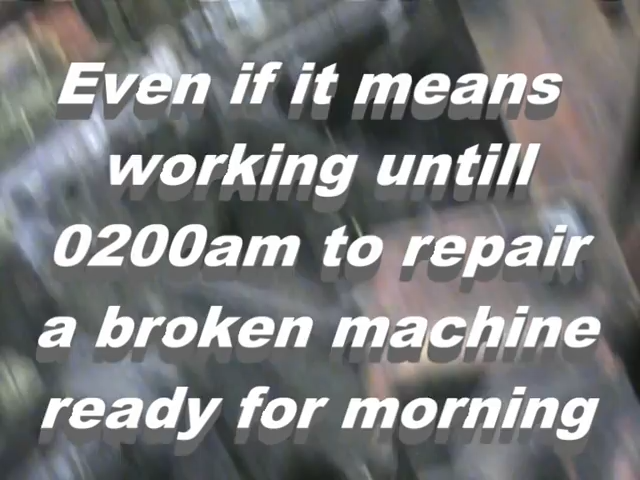 Even if it means
working untill
0200am to repair
a broken machine
ready for morning